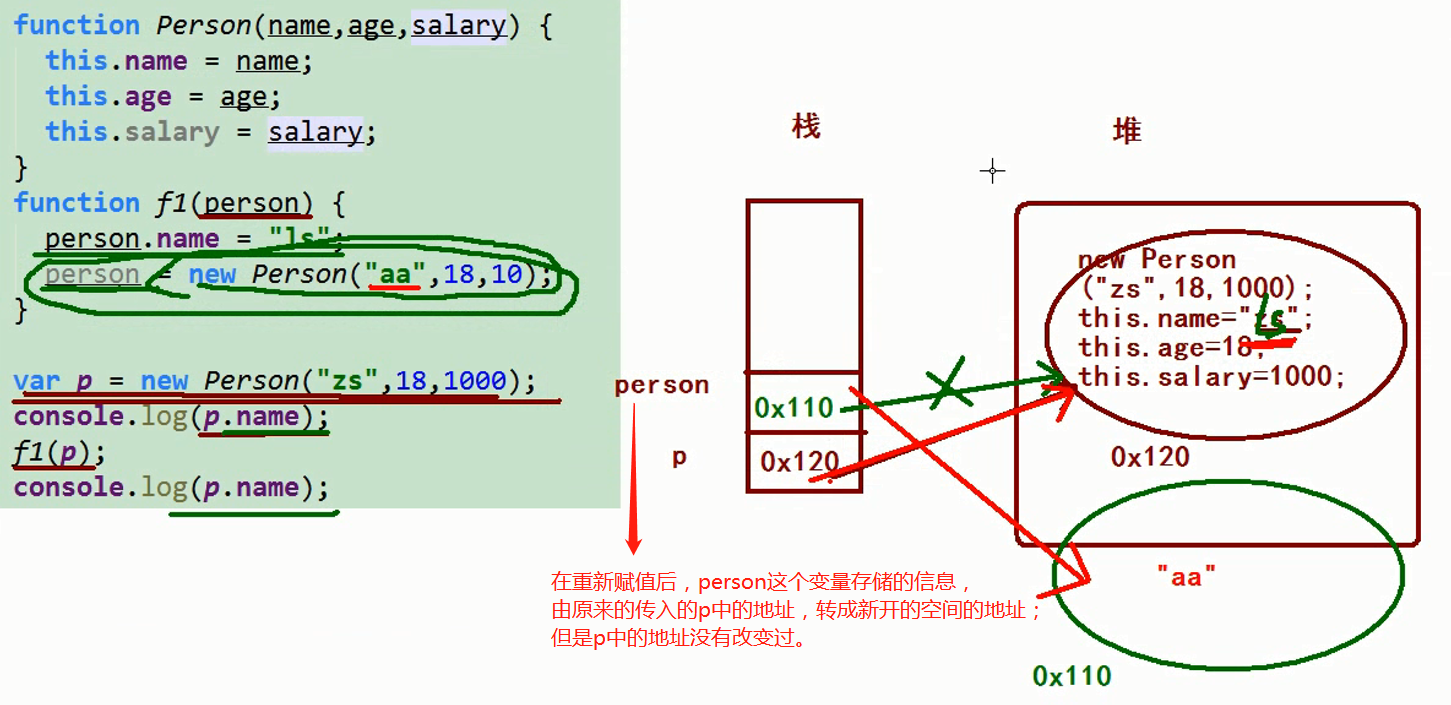 function Person(name,age,salary) {
this.name = name;
this.age = age;
this.salary = salary;
}
function f1(person) {
person.name = "ls";
person = new Person("aa",18,10);
}
var p = new Person("zs",18,1000);
console.log(p.name);
f1(p);
console.log(p.name);
栈
堆
person
0x110
p
0x120
new Person
("zs",18,1000);
this.name="zs";
ls
this.age=18;
this.salary=1000;
0x120
"aa"
0x110
在重新赋值后，person这个变量存储的信息，
由原来的传入的p中的地址，转成新开的空间的地址；
但是p中的地址没有改变过。